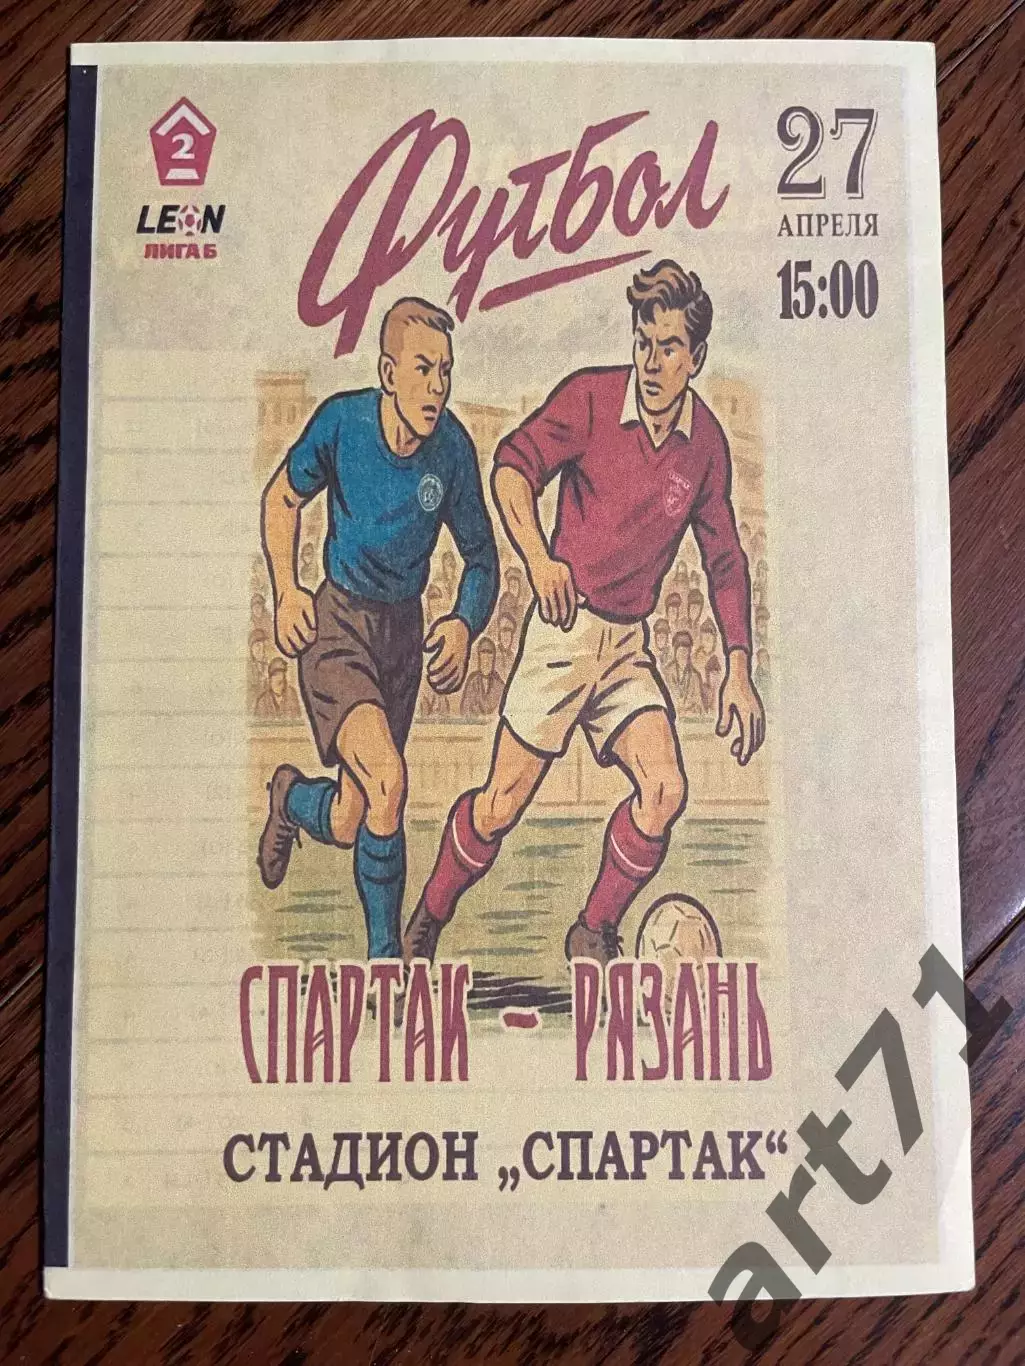 2
LEON
ЛИГА Б
Футбол
27
АПРЕЛЯ
15:00
СПАРТАК - РЯЗАНЬ
СТАДИОН „СПАРТАК“
art71